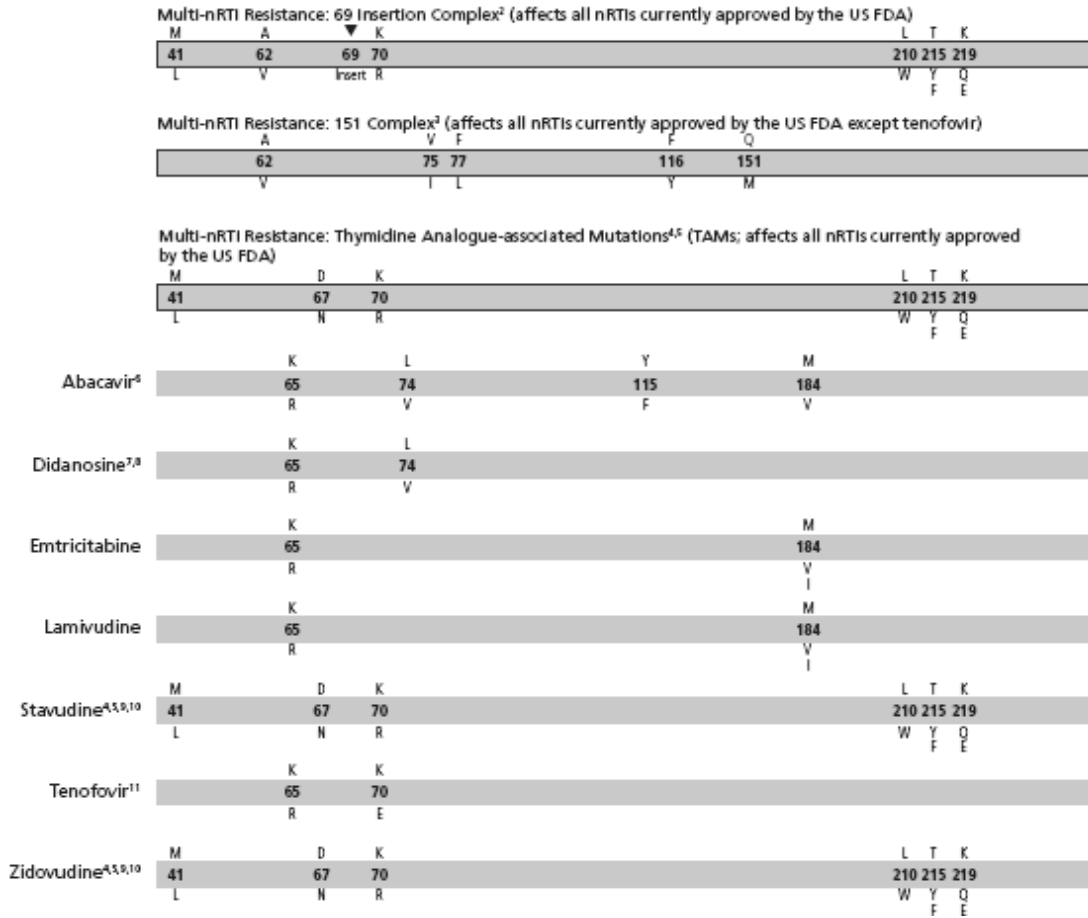 Multi-nRTI Resistance: 69 Insertion Complex² (affects all nRTIs currently approved by the US FDA)
M A ▼ K L T K
41 62 69 70 210 215 219
L V Insert R W Y Q
F E
Multi-nRTI Resistance: 151 Complex³ (affects all nRTIs currently approved by the US FDA except tenofovir)
A V F F Q
62 75 77 116 151
V I L Y M
Multi-nRTI Resistance: Thymidine Analogue-associated Mutations⁴,⁵ (TAMs; affects all nRTIs currently approved
by the US FDA)
M D K L T K
41 67 70 210 215 219
L N R W Y Q
F E
K L Y M
Abacavir⁶ 65 74 115 184
R V F V
K L
Didanosine⁷,⁸ 65 74
R V
K M
Emtricitabine 65 184
R V
I
K M
Lamivudine 65 184
R V
I
M D K L T K
Stavudine⁴,⁵,⁹,¹⁰ 41 67 70 210 215 219
L N R W Y Q
F E
K K
Tenofovir¹¹ 65 70
R E
M D K L T K
Zidovudine⁴,⁵,⁹,¹⁰ 41 67 70 210 215 219
L N R W Y Q
F E